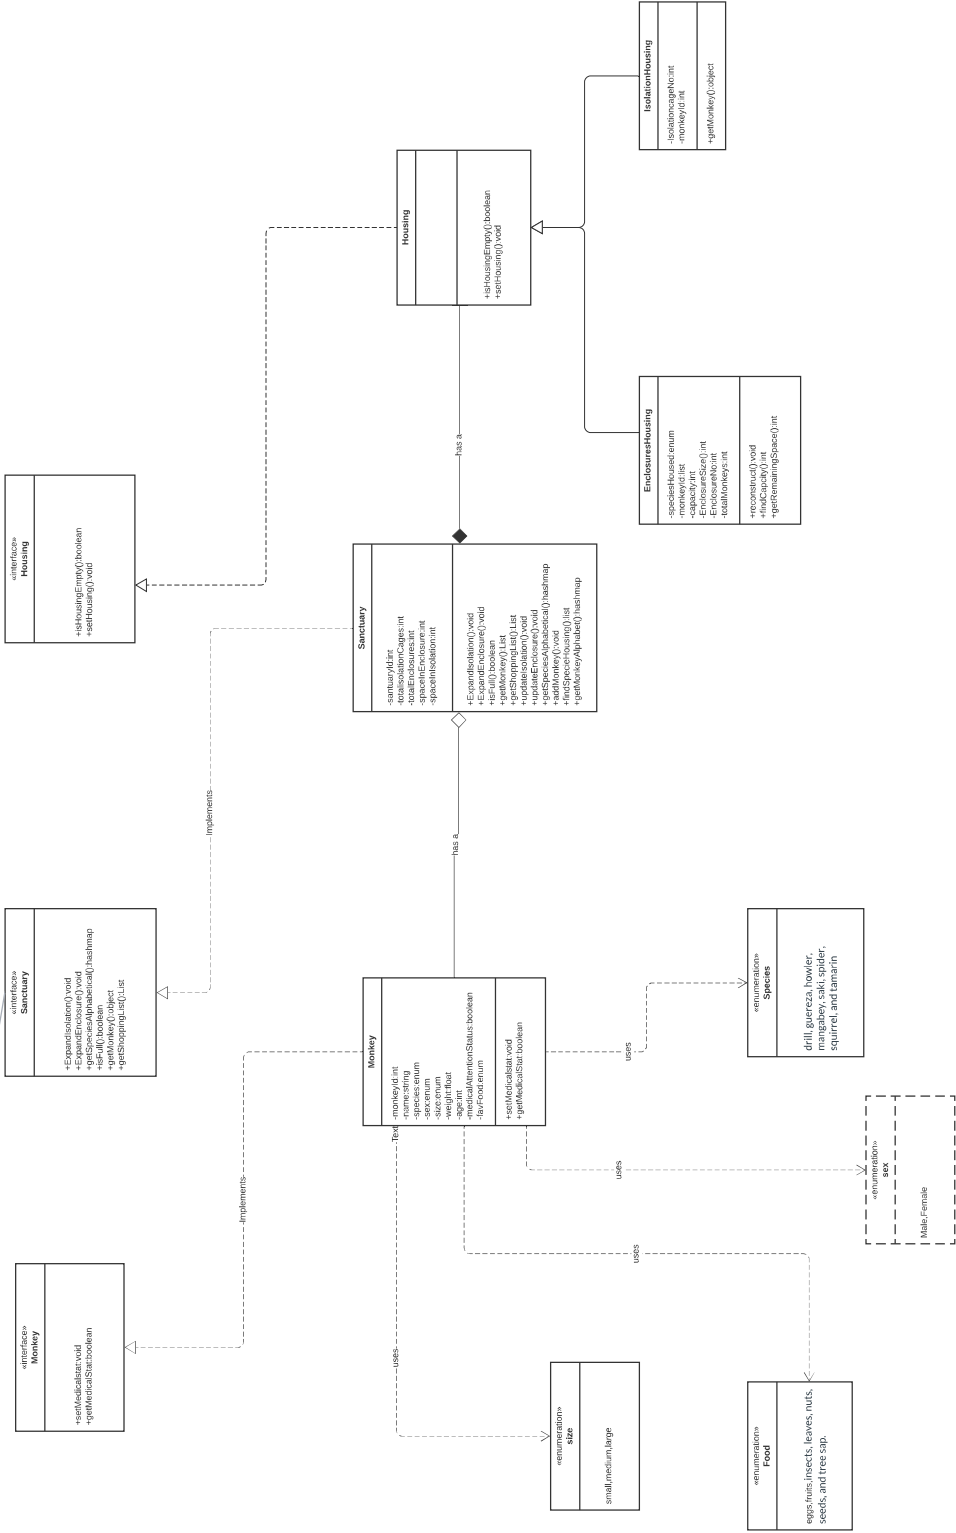 «interface»
Monkey
+setMedicalstat:void
+getMedicalStat:boolean
«interface»
Sanctuary
+ExpandIsolation():void
+ExpandEnclosure():void
+getSpeciesAlphabetical():hashmap
+isFull():boolean
+getMonkey():object
+getShoppingList():List
«interface»
Housing
+isHousingEmpty():boolean
+setHousing():void
Implements
Implements
Monkey
-monkeyId:int
-name:string
-species:enum
-sex:enum
-size:enum
-weight:float
-age:int
-medicalAttentionStatus:boolean
-favFood:enum
+setMedicalstat:void
+getMedicalStat:boolean
has a
Sanctuary
-santuaryId:int
-totalisolationCages:int
-totalEnclosures:int
-spaceInEnclosure:int
-spaceInIsolation:int
+ExpandIsolation():void
+ExpandEnclosure():void
+isFull():boolean
+getMonkey():List
+getShoppingList():List
+updateIsolation():void
+updateEnclosure():void
+getSpeciesAlphabetical():hashmap
+addMonkey():void
+findSpecieHousing():list
+getMonkeyAlphabet():hashmap
has a
Housing
+isHousingEmpty():boolean
+setHousing():void
Text
uses
uses
uses
uses
«enumeration»
size
small,medium,large
«enumeration»
Food
eggs,fruits,insects, leaves, nuts,
seeds, and tree sap.
«enumeration»
sex
Male,Female
«enumeration»
Species
drill, guereza, howler,
mangabey, saki, spider,
squirrel, and tamarin
EnclosuresHousing
-speciesHoused:enum
-monkeyId:list
-capacity:int
-EnclosureSize():int
-EnclosureNo:int
-totalMonkeys:int
+reconstruct():void
+findCapcity():int
+getRemainingSpace():int
IsolationHousing
-IsolationcageNo:int
-monkeyId:int
+getMonkey():object